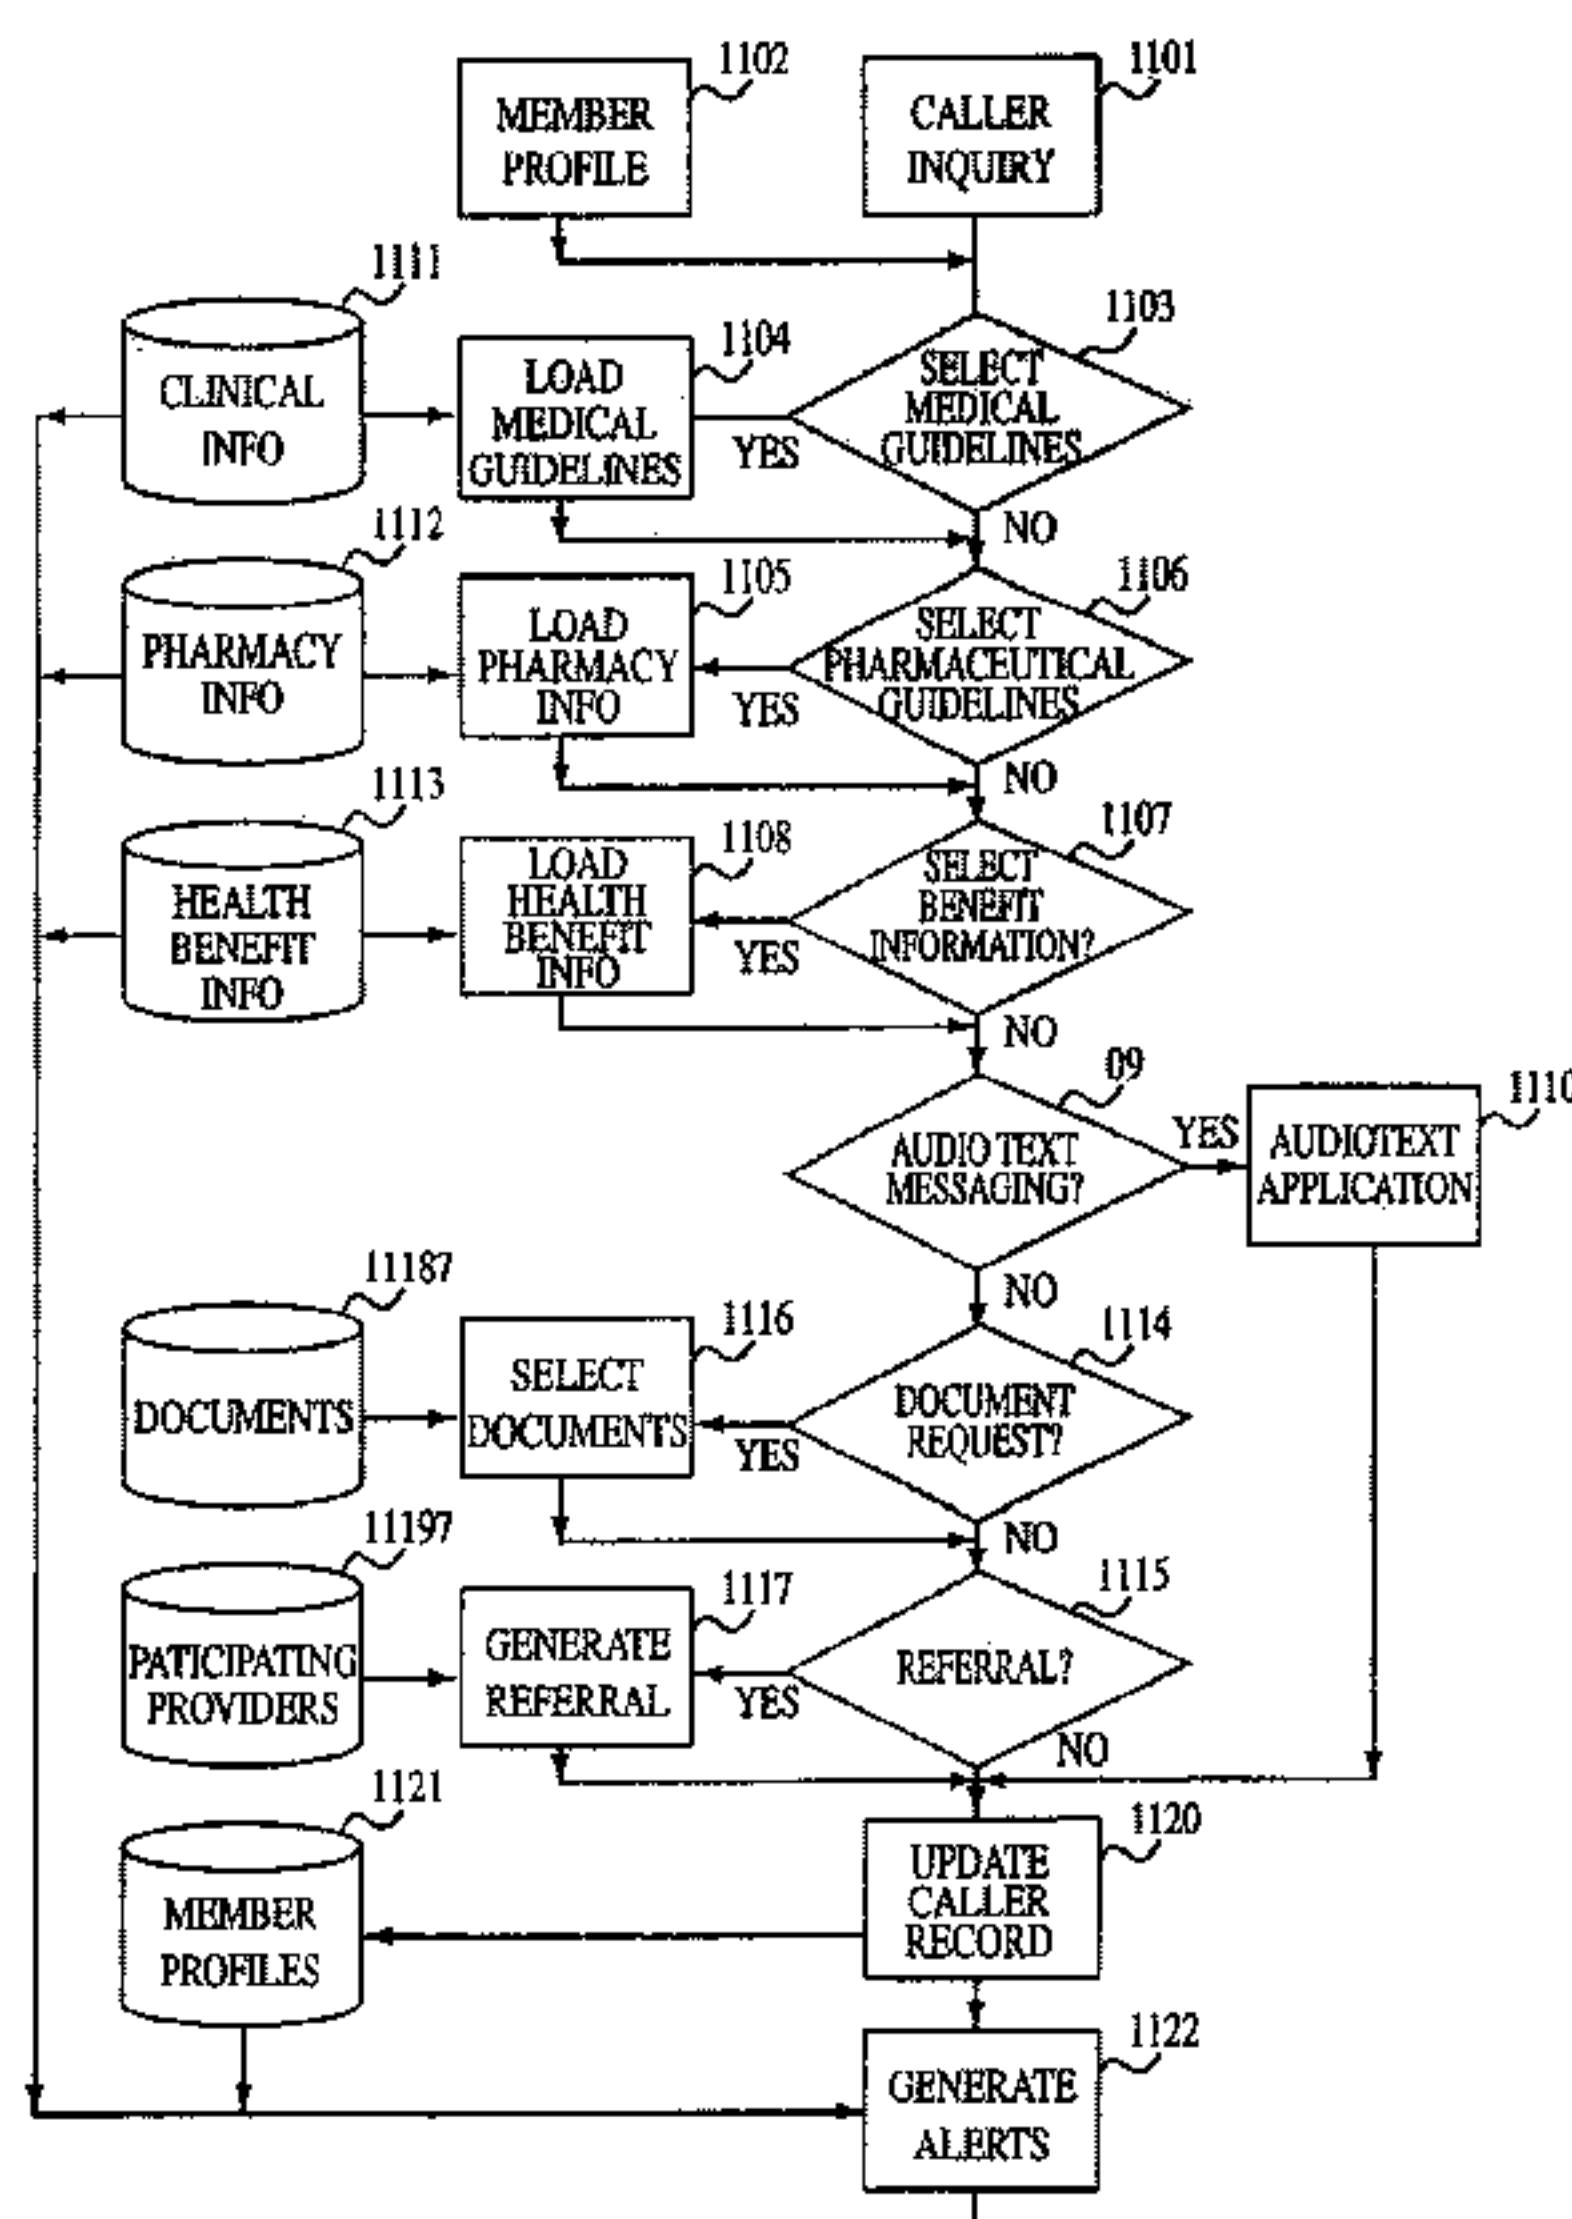 1102
MEMBER
PROFILE
1101
CALLER
INQUIRY
1111
CLINICAL
INFO
1104
LOAD
MEDICAL
GUIDELINES
YES
1103
SELECT
MEDICAL
GUIDELINES
NO
1112
PHARMACY
INFO
1105
LOAD
PHARMACY
INFO
YES
1106
SELECT
PHARMACEUTICAL
GUIDELINES
NO
1113
HEALTH
BENEFIT
INFO
1108
LOAD
HEALTH
BENEFIT
INFO
YES
1107
SELECT
BENEFIT
INFORMATION?
NO
09
AUDIO TEXT
MESSAGING?
YES
1110
AUDIOTEXT
APPLICATION
NO
11187
DOCUMENTS
1116
SELECT
DOCUMENTS
YES
1114
DOCUMENT
REQUEST?
NO
11197
PATICIPATING
PROVIDERS
1117
GENERATE
REFERRAL
YES
1115
REFERRAL?
NO
1121
MEMBER
PROFILES
1120
UPDATE
CALLER
RECORD
1122
GENERATE
ALERTS